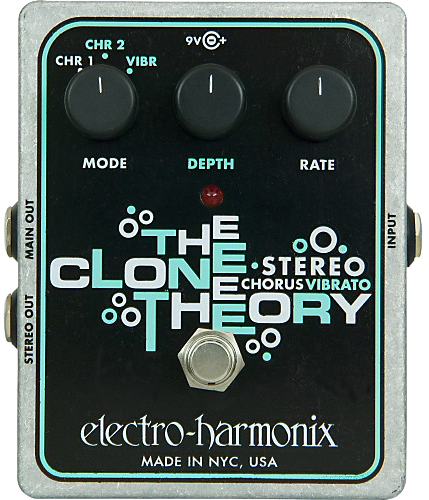 9V +
CHR 2
CHR 1 VIBR
MODE DEPTH RATE
MAIN OUT
INPUT
STEREO OUT
THE
CLONE
THEORY
STEREO
CHORUS VIBRATO
electro-harmonix
MADE IN NYC, USA